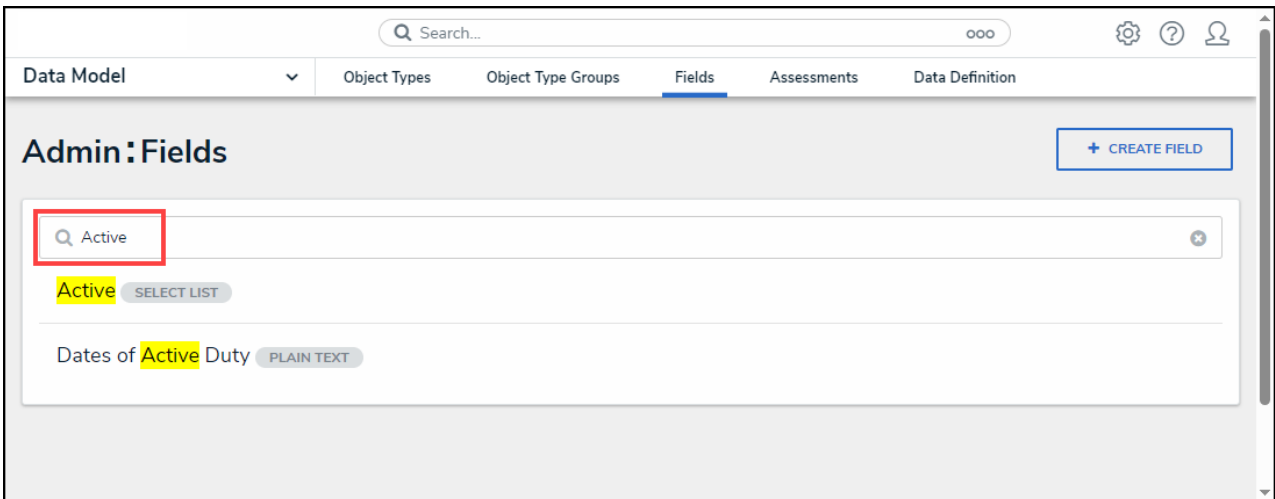 Search... ooo
Data Model Object Types Object Type Groups Fields Assessments Data Definition
Admin:Fields + CREATE FIELD
Active
Active SELECT LIST
Dates of Active Duty PLAIN TEXT